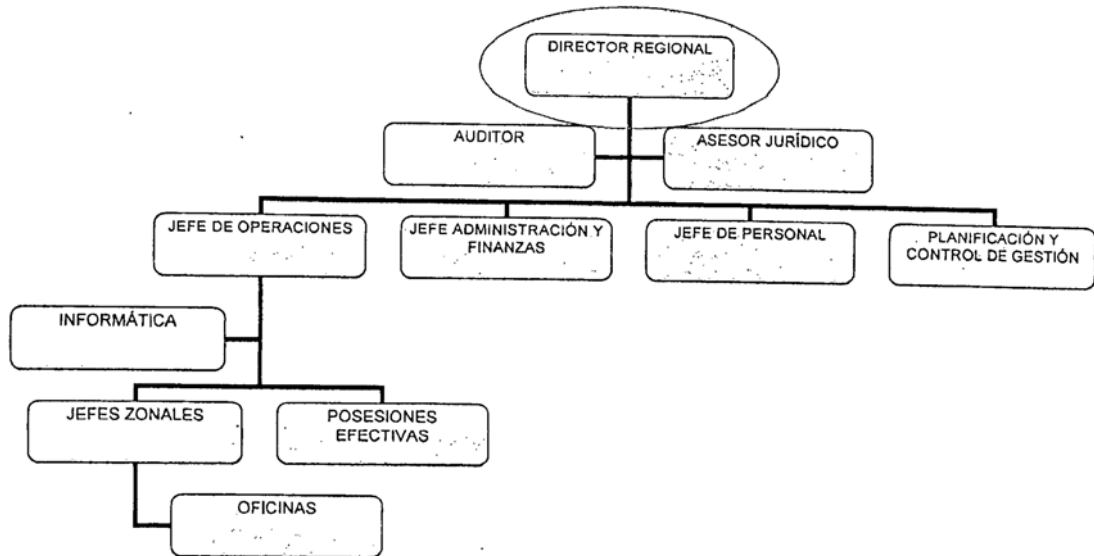 DIRECTOR REGIONAL
AUDITOR
ASESOR JURÍDICO
JEFE DE OPERACIONES
JEFE ADMINISTRACIÓN Y
FINANZAS
JEFE DE PERSONAL
PLANIFICACIÓN Y
CONTROL DE GESTIÓN
INFORMÁTICA
JEFES ZONALES
POSESIONES
EFECTIVAS
OFICINAS